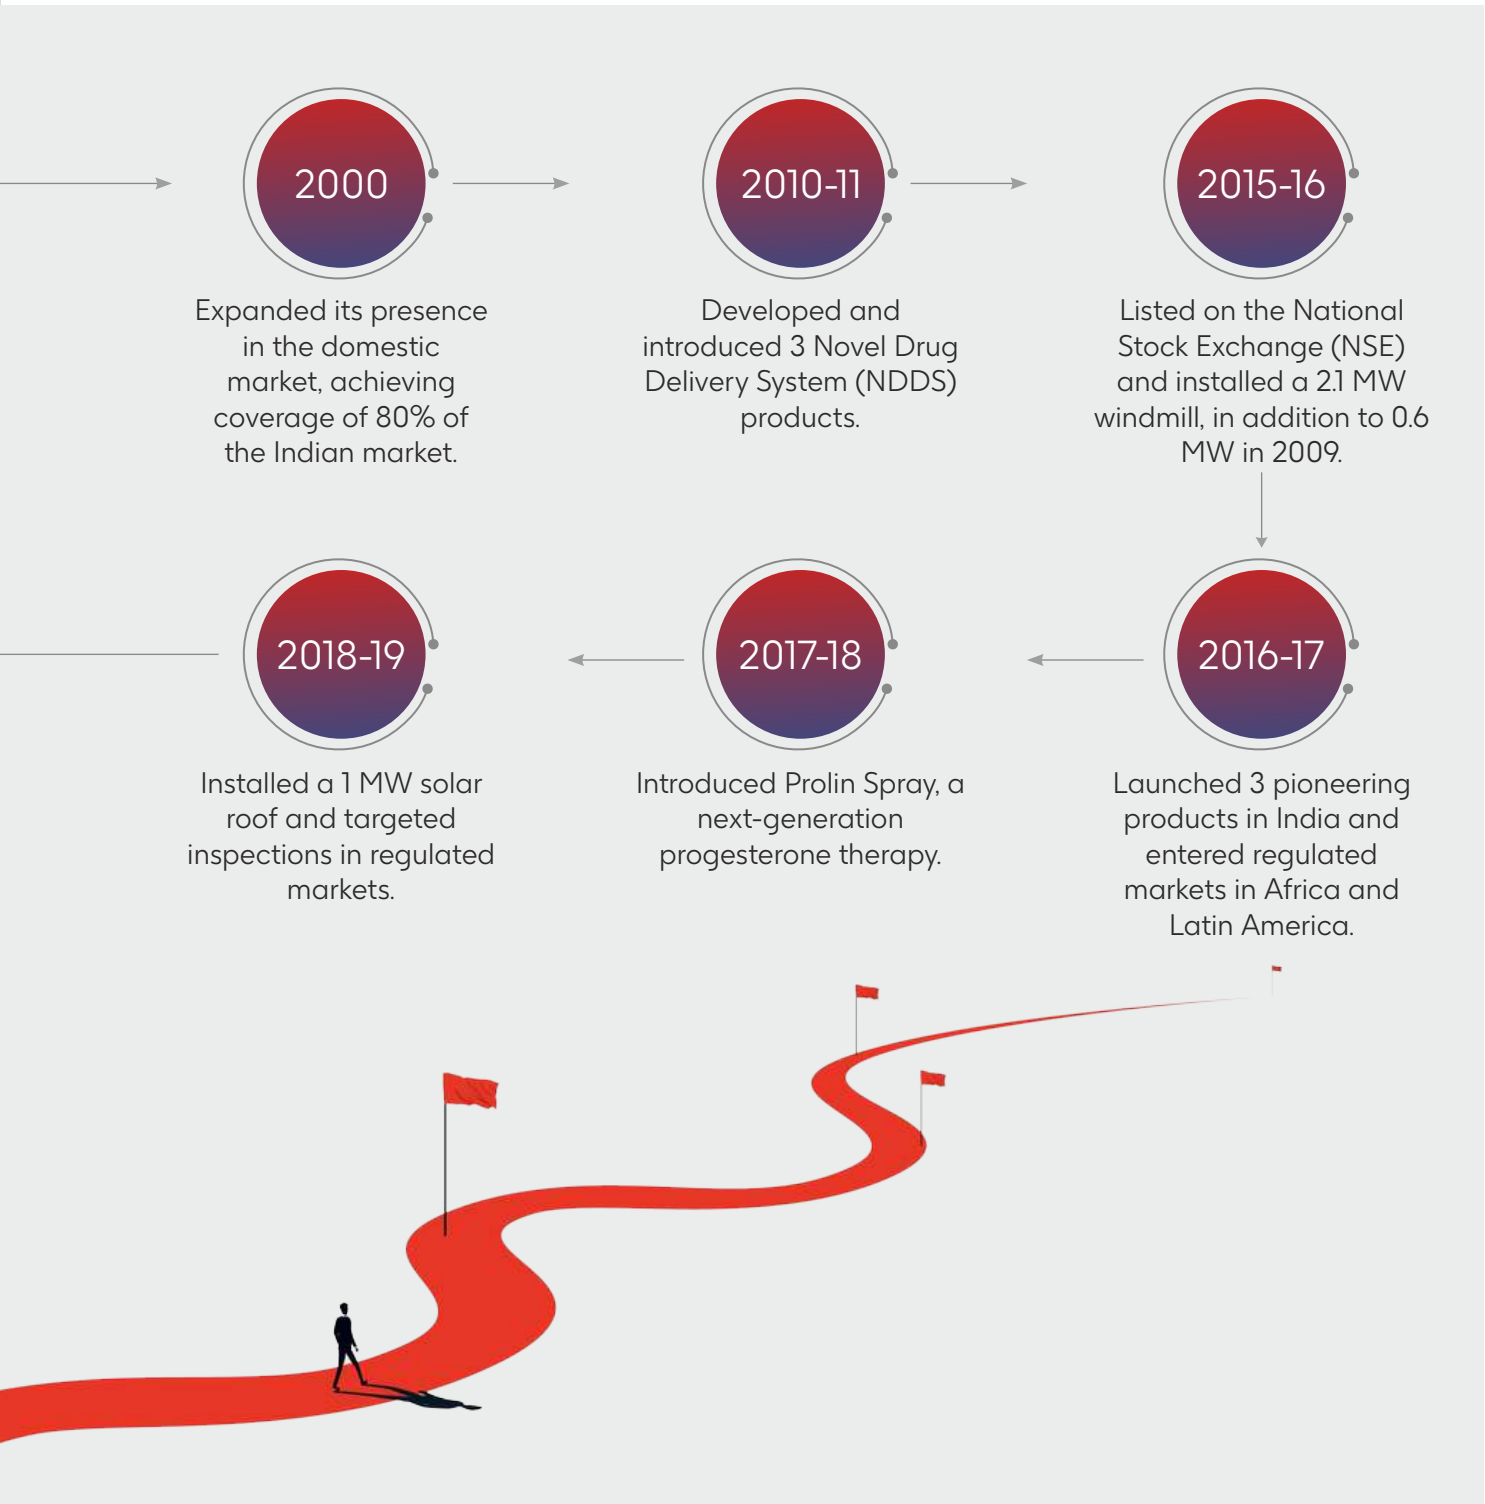 2000
Expanded its presence
in the domestic
market, achieving
coverage of 80% of
the Indian market.
2010-11
Developed and
introduced 3 Novel Drug
Delivery System (NDDS)
products.
2015-16
Listed on the National
Stock Exchange (NSE)
and installed a 2.1 MW
windmill, in addition to 0.6
MW in 2009.
2016-17
Launched 3 pioneering
products in India and
entered regulated
markets in Africa and
Latin America.
2017-18
Introduced Prolin Spray, a
next-generation
progesterone therapy.
2018-19
Installed a 1 MW solar
roof and targeted
inspections in regulated
markets.